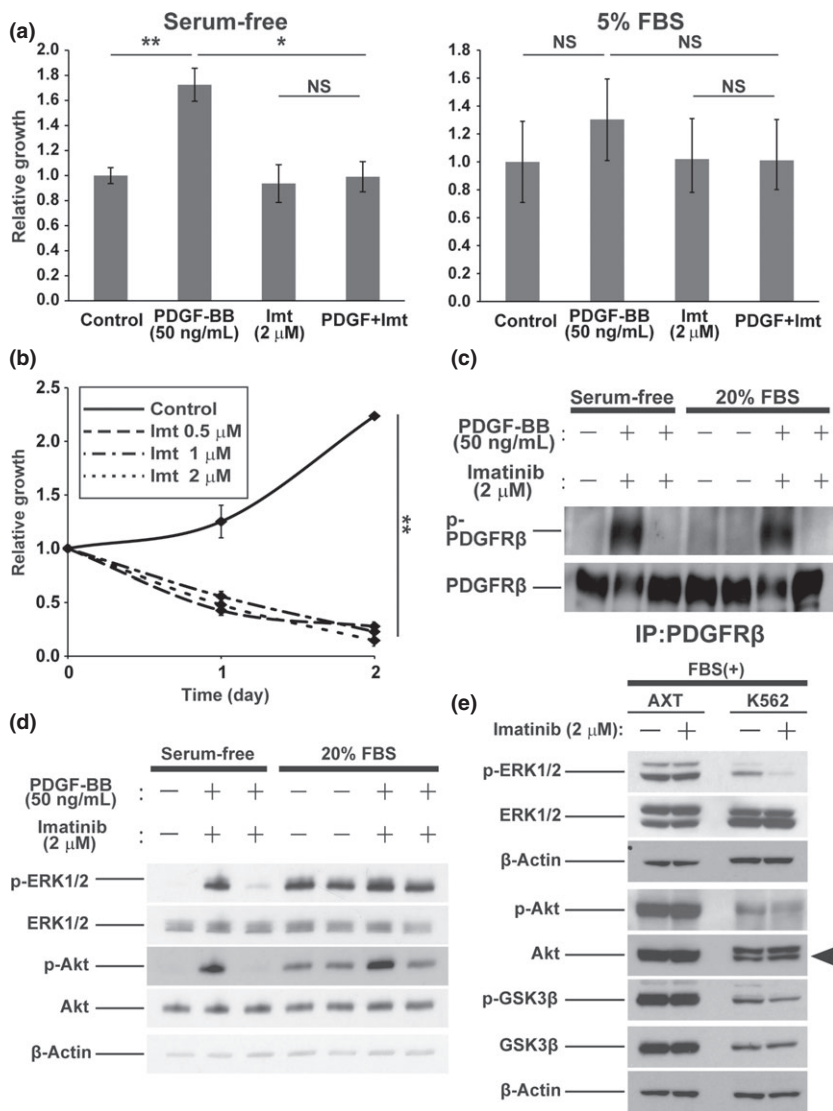 (a)
Serum-free
** *
NS
Relative growth
2.0
1.8
1.6
1.4
1.2
1.0
0.8
0.6
0.4
0.2
0.0
Control
PDGF-BB
(50 ng/mL)
Imt
(2 μM)
PDGF+Imt
5% FBS
NS NS
NS
1.8
1.6
1.4
1.2
1.0
0.8
0.6
0.4
0.2
0.0
Control
PDGF-BB
(50 ng/mL)
Imt
(2 μM)
PDGF+Imt
(b)
Relative growth
2.5
2.0
1.5
1.0
0.5
0.0
Control
Imt 0.5 μM
Imt 1 μM
Imt 2 μM
**
0 1 2
Time (day)
(c)
Serum-free 20% FBS
PDGF-BB
(50 ng/mL) : − + + − − + +
Imatinib
(2 μM) : − + + − − + +
p-
PDGFRβ
PDGFRβ
IP:PDGFRβ
(d)
Serum-free 20% FBS
PDGF-BB
(50 ng/mL) : − + + − − + +
Imatinib
(2 μM) : − + + − − + +
p-ERK1/2
ERK1/2
p-Akt
Akt
β-Actin
(e)
FBS(+)
AXT K562
Imatinib (2 μM): − + − +
p-ERK1/2
ERK1/2
β-Actin
p-Akt
Akt
p-GSK3β
GSK3β
β-Actin